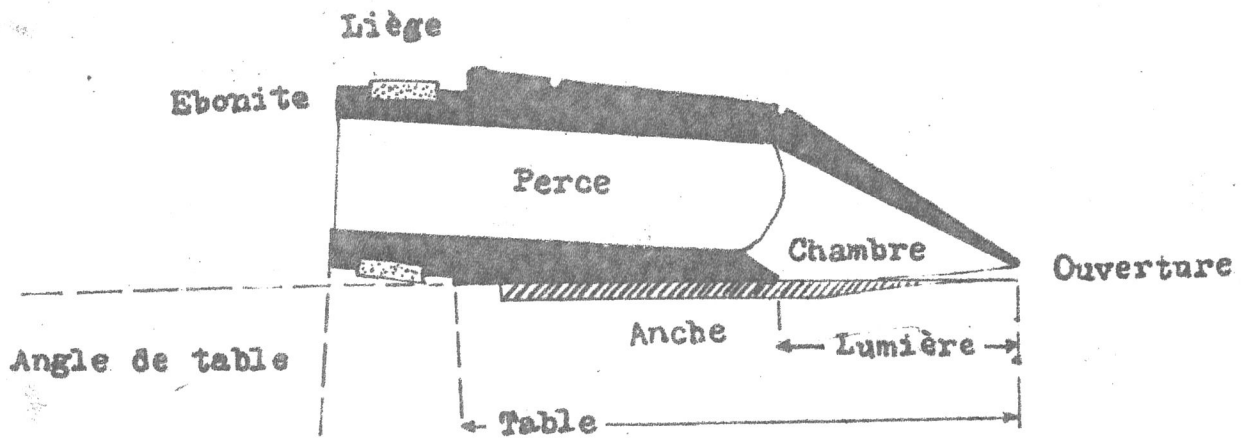 Liège
Ebonite
Perce
Chambre
Ouverture
Anche
Lumière
Angle de table
Table